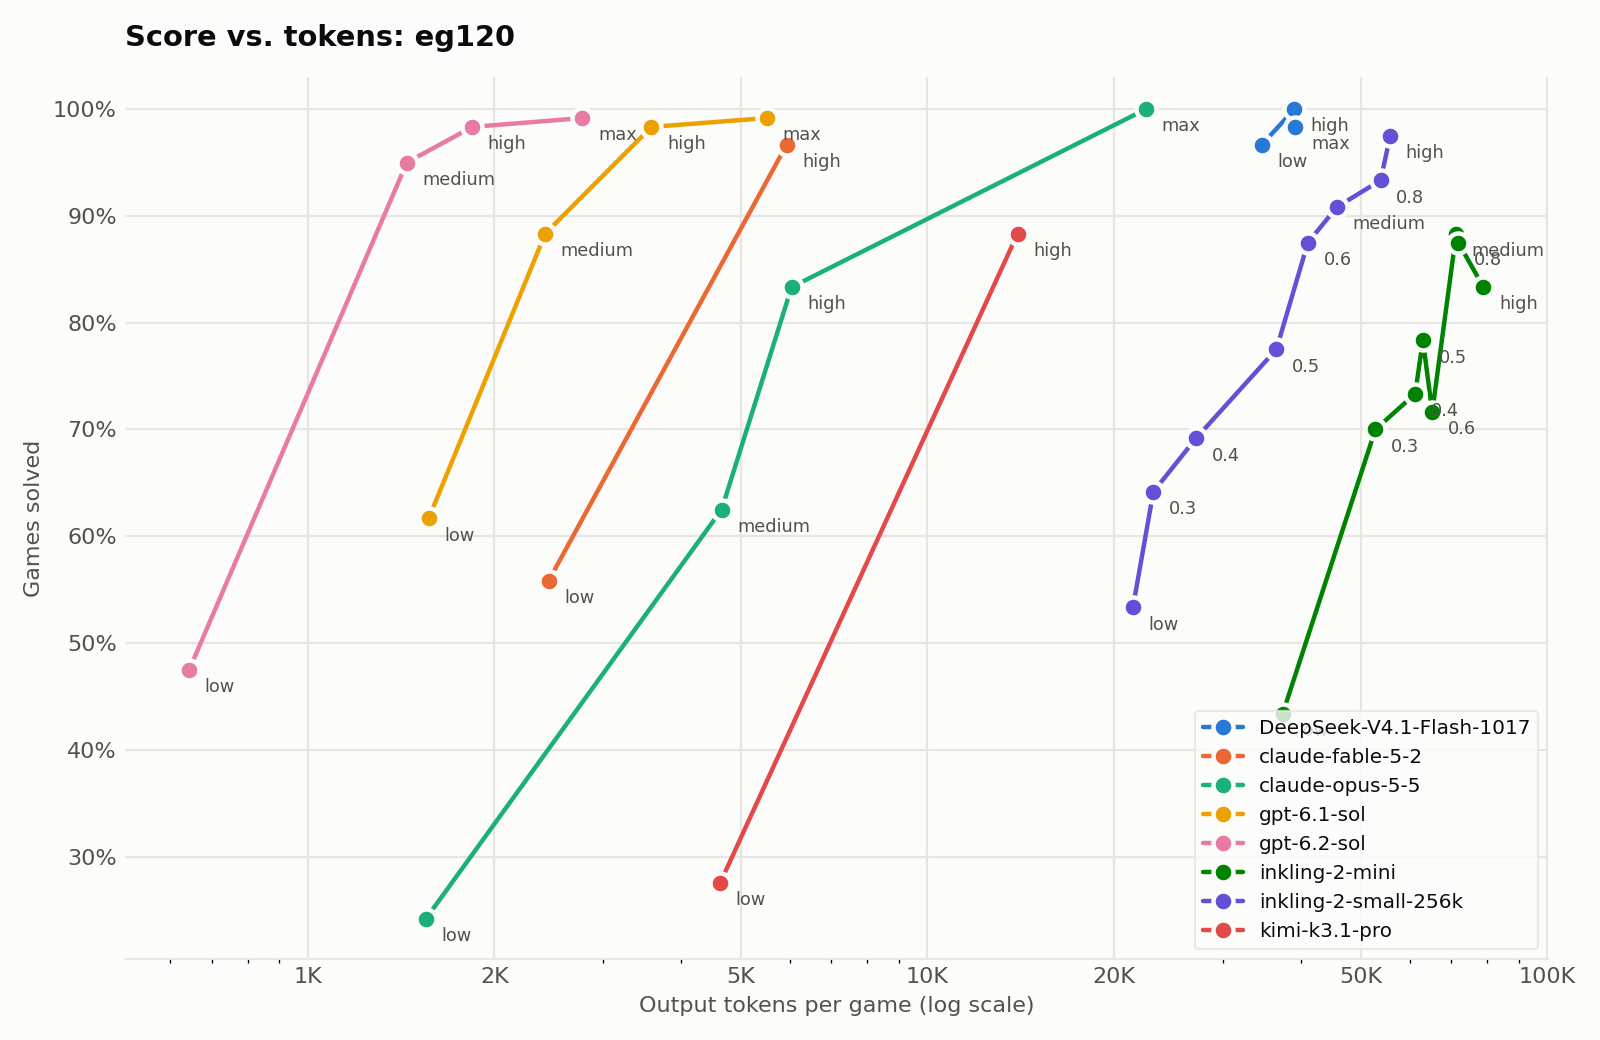 Score vs. tokens: eg120
Games solved
100%
90%
80%
70%
60%
50%
40%
30%
max
high
medium
low
max
high
medium
low
high
low
max
high
medium
low
high
low
high
max
low
high
0.8
medium
0.6
0.5
0.4
0.3
low
medium
0.8
high
0.5
0.4
0.6
0.3
DeepSeek-V4.1-Flash-1017
claude-fable-5-2
claude-opus-5-5
gpt-6.1-sol
gpt-6.2-sol
inkling-2-mini
inkling-2-small-256k
kimi-k3.1-pro
1K 2K 5K 10K 20K 50K 100K
Output tokens per game (log scale)